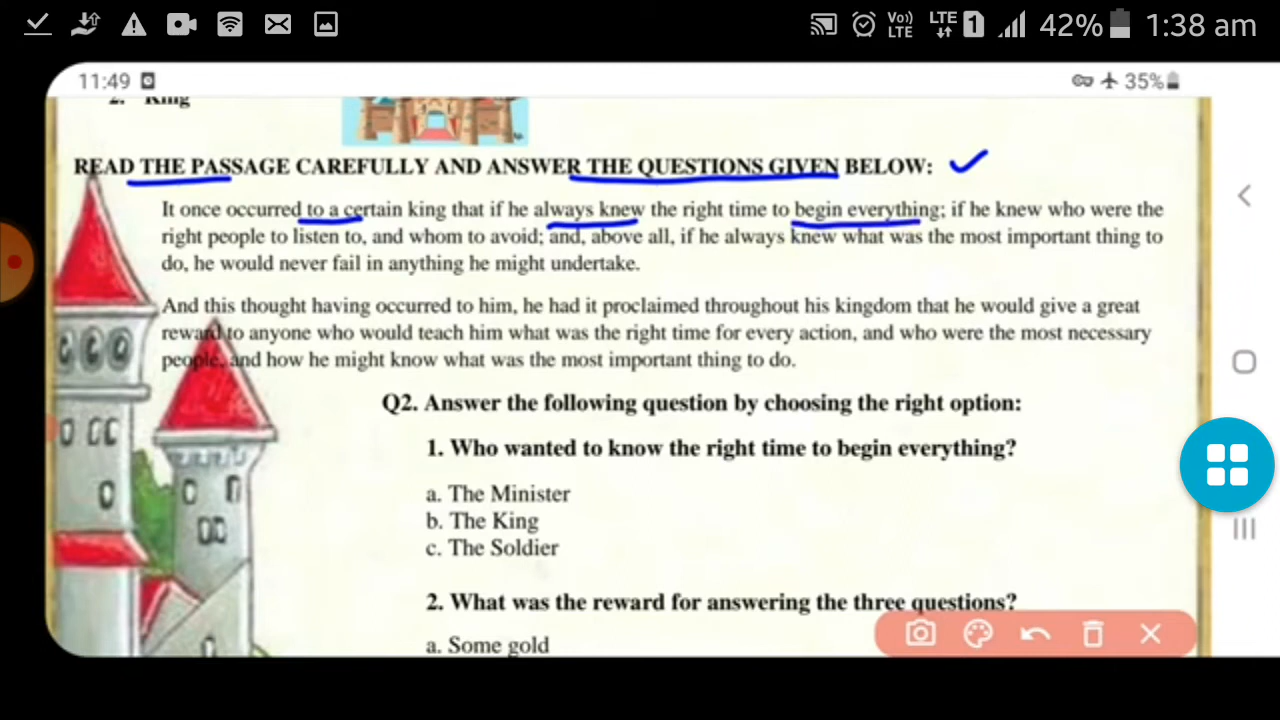 Vo)) LTE LTE 1 42% 1:38 am
11:49 35%
2. King
READ THE PASSAGE CAREFULLY AND ANSWER THE QUESTIONS GIVEN BELOW:
It once occurred to a certain king that if he always knew the right time to begin everything; if he knew who were the
right people to listen to, and whom to avoid; and, above all, if he always knew what was the most important thing to
do, he would never fail in anything he might undertake.
And this thought having occurred to him, he had it proclaimed throughout his kingdom that he would give a great
reward to anyone who would teach him what was the right time for every action, and who were the most necessary
people, and how he might know what was the most important thing to do.
Q2. Answer the following question by choosing the right option:
1. Who wanted to know the right time to begin everything?
a. The Minister
b. The King
c. The Soldier
2. What was the reward for answering the three questions?
a. Some gold